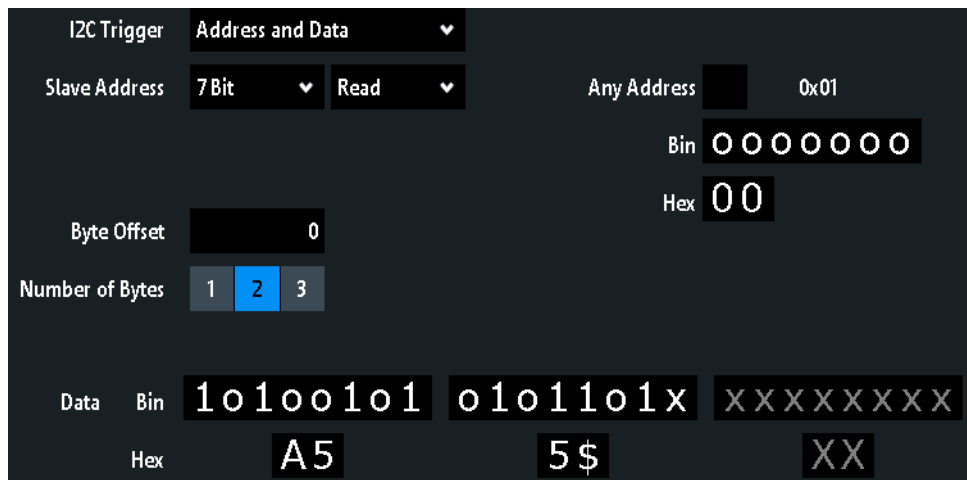 I2C Trigger Address and Data
Slave Address 7 Bit Read Any Address 0x01
Bin 0000000
Hex 00
Byte Offset 0
Number of Bytes 1 2 3
Data Bin 10100101 0101101X XXXXXXXX
Hex A5 5$ XX